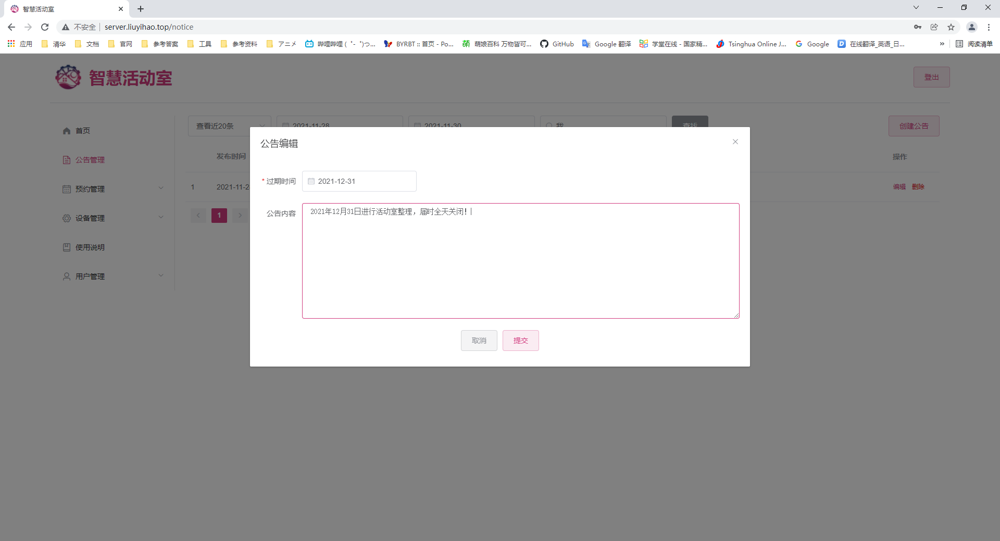 智慧活动室
不安全 server.liuyihao.top/notice
应用 清华 文档 官网 参考答案 工具 参考资料 アニメ 哔哩哔哩 (゜-゜)つ... BYRBT :: 首页 - Po... 萌娘百科 万物皆可... GitHub Google 翻译 学堂在线 - 国家精... Tsinghua Online J... Google 在线翻译_英语_日... » 阅读清单
智慧活动室
登出
首页
公告管理
预约管理
设备管理
使用说明
用户管理
查看近20条 2021-11-28 2021-11-30 我 查找 创建公告
发布时间 操作
1 2021-11-2 编辑 删除
1
公告编辑
* 过期时间 2021-12-31
公告内容 2021年12月31日进行活动室整理，届时全天关闭！
取消 提交